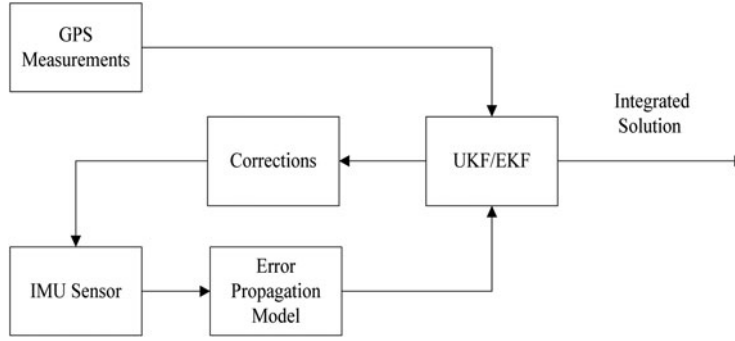 GPS
Measurements
Integrated
Solution
Corrections
UKF/EKF
IMU Sensor
Error
Propagation
Model